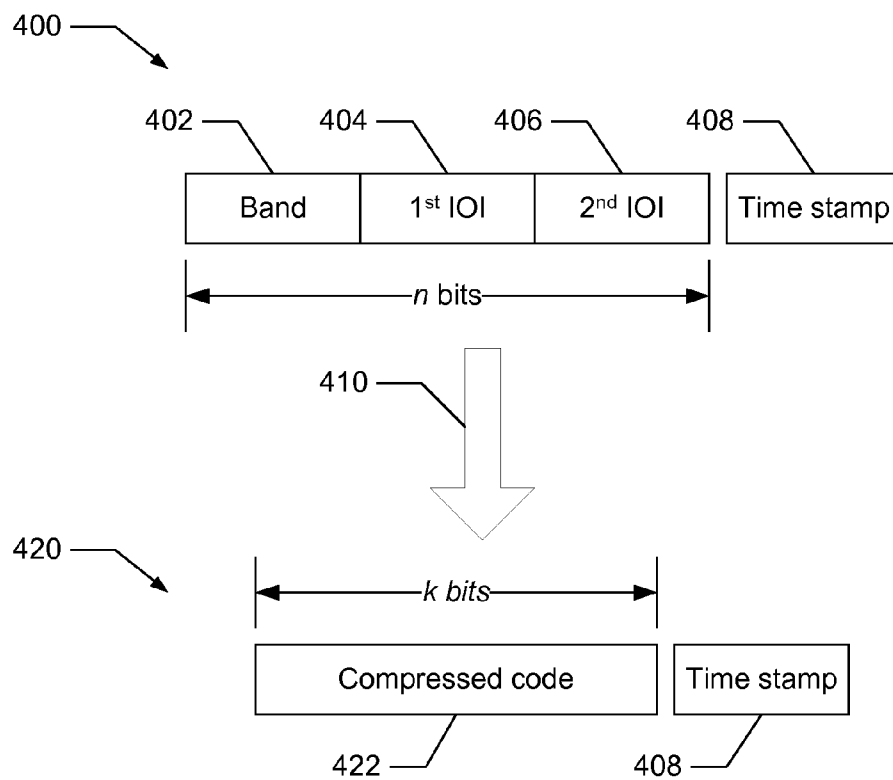 400
402 404 406 408
Band 1st IOI 2nd IOI Time stamp
n bits
410
420
k bits
Compressed code Time stamp
422 408